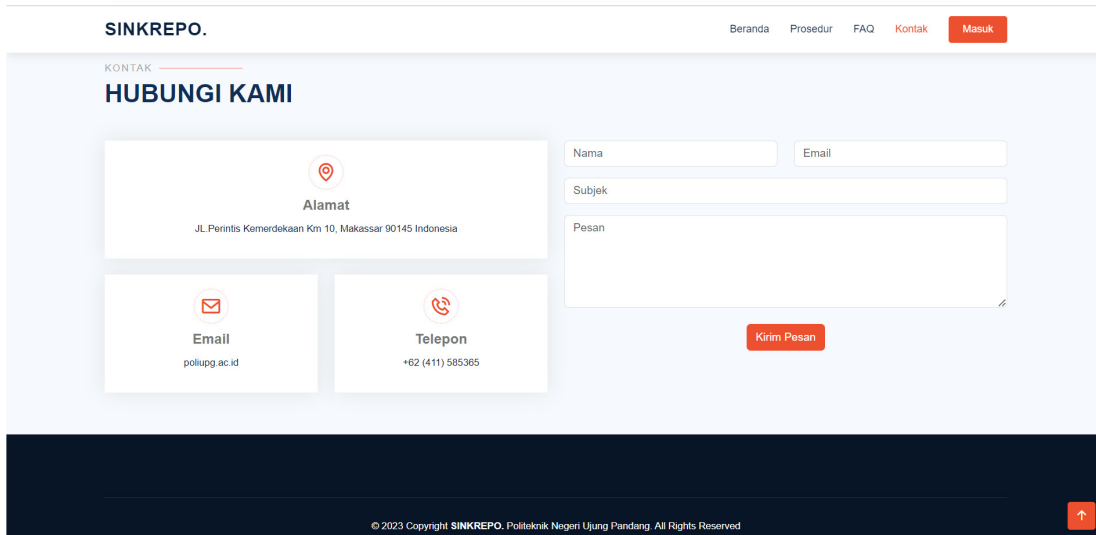 SINKREPO.
Beranda Prosedur FAQ Kontak Masuk
KONTAK
HUBUNGI KAMI
Alamat
JL.Perintis Kemerdekaan Km 10, Makassar 90145 Indonesia
Email
poliupg.ac.id
Telepon
+62 (411) 585365
Nama Email
Subjek
Pesan
Kirim Pesan
© 2023 Copyright SINKREPO. Politeknik Negeri Ujung Pandang. All Rights Reserved